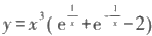 y = x³( e^{1/x} + e^{-1/x} − 2)